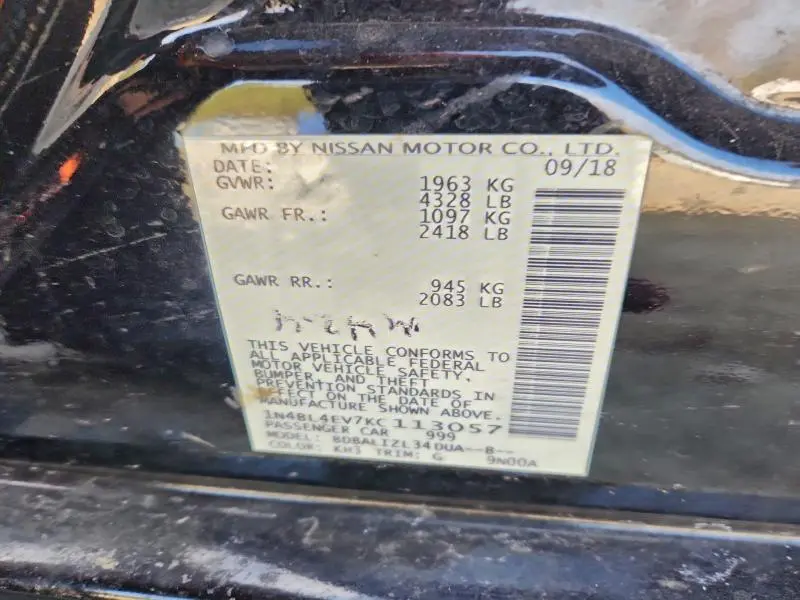 MFD BY NISSAN MOTOR CO., LTD.
DATE: 09/18
GVWR: 1963 KG
4328 LB
GAWR FR.: 1097 KG
2418 LB
GAWR RR.: 945 KG
2083 LB
THIS VEHICLE CONFORMS TO
ALL APPLICABLE FEDERAL
MOTOR VEHICLE SAFETY,
BUMPER, AND THEFT
PREVENTION STANDARDS IN
EFFECT ON THE DATE OF
MANUFACTURE SHOWN ABOVE.
1N4BL4EV7KC113057
PASSENGER CAR 999
MODEL: BDBALIZL34DUA--B--
COLOR: KH3 TRIM: G 9N00A